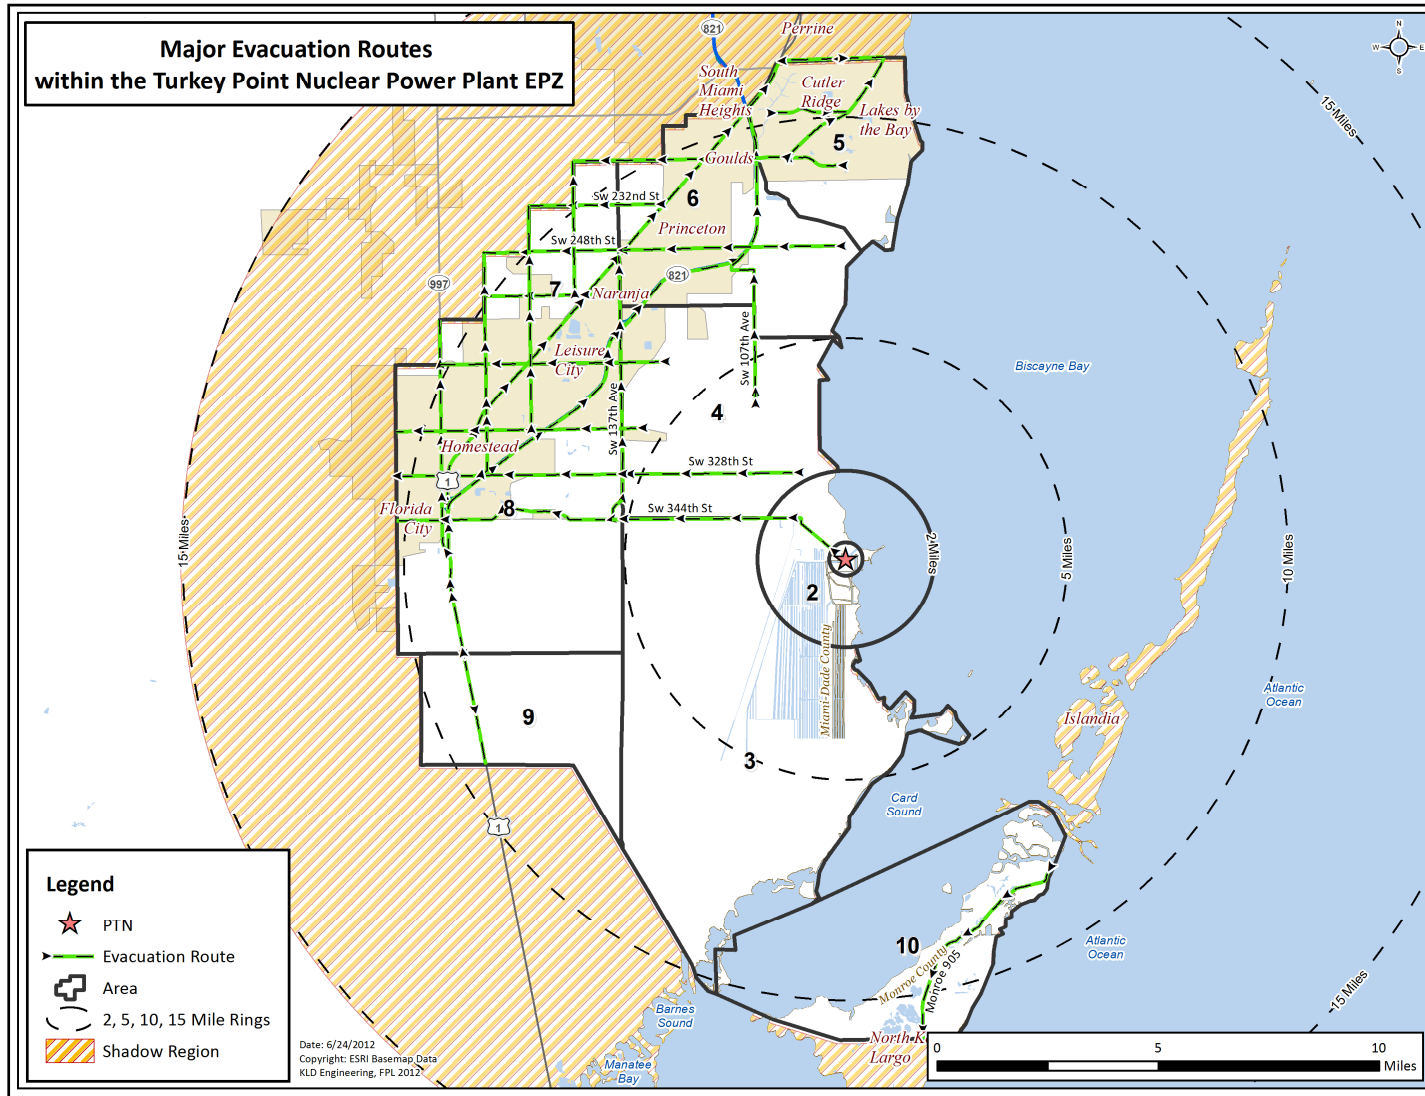 Major Evacuation Routes
within the Turkey Point Nuclear Power Plant EPZ
821
Perrine
N
W
E
S
South
Miami
Heights
Cutler
Ridge
Lakes by
the Bay
15 Miles
5
Goulds
6
Sw 232nd St
Princeton
Sw 248th St
821
997
7
Naranja
Sw 107th Ave
Leisure
City
Biscayne Bay
4
Sw 137th Ave
Homestead
Sw 328th St
1
8
Sw 344th St
Florida
City
15 Miles
2 Miles
5 Miles
10 Miles
2
Miami-Dade County
9
3
Islandia
Atlantic
Ocean
Card
Sound
1
10
Monroe County
Monroe 905
Atlantic
Ocean
15 Miles
Barnes
Sound
North K
Largo
Manatee
Bay
Legend
PTN
Evacuation Route
Area
2, 5, 10, 15 Mile Rings
Shadow Region
Date: 6/24/2012
Copyright: ESRI Basemap Data
KLD Engineering, FPL 2012
0
5
10
Miles